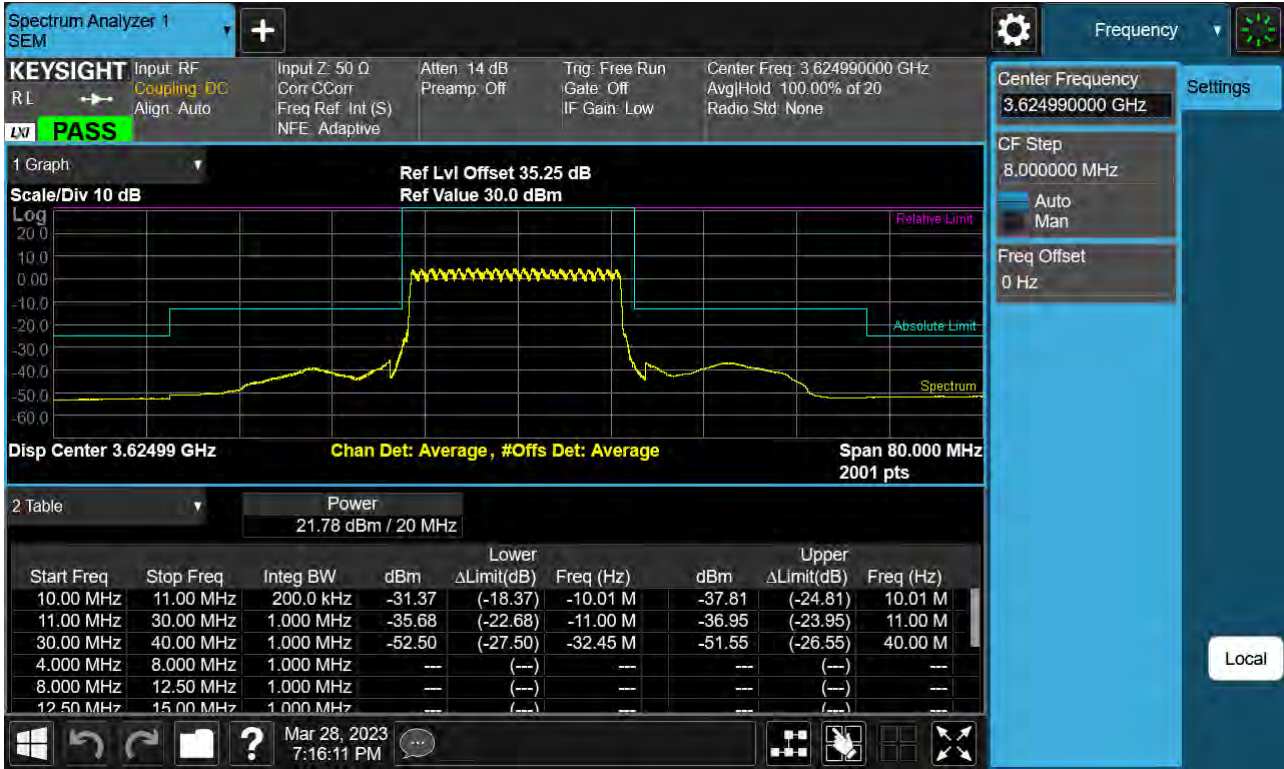 Spectrum Analyzer 1
SEM
Frequency
KEYSIGHT
R L
LXI
PASS
Input: RF
Coupling: DC
Align: Auto
Input Z: 50 Ω
Corr CCorr
Freq Ref: Int (S)
NFE: Adaptive
Atten: 14 dB
Preamp: Off
Trig: Free Run
Gate: Off
IF Gain: Low
Center Freq: 3.624990000 GHz
Avg|Hold: 100.00% of 20
Radio Std: None
Center Frequency
3.624990000 GHz
Settings
CF Step
8.000000 MHz
Auto
Man
Freq Offset
0 Hz
1 Graph
Ref Lvl Offset 35.25 dB
Scale/Div 10 dB
Ref Value 30.0 dBm
Log
20.0
10.0
0.00
-10.0
-20.0
-30.0
-40.0
-50.0
-60.0
Relative Limit
Absolute Limit
Spectrum
Disp Center 3.62499 GHz
Chan Det: Average, #Offs Det: Average
Span 80.000 MHz
2001 pts
2 Table
Power
21.78 dBm / 20 MHz
Lower Upper
Start Freq Stop Freq Integ BW dBm ΔLimit(dB) Freq (Hz) dBm ΔLimit(dB) Freq (Hz)
10.00 MHz 11.00 MHz 200.0 kHz -31.37 (-18.37) -10.01 M -37.81 (-24.81) 10.01 M
11.00 MHz 30.00 MHz 1.000 MHz -35.68 (-22.68) -11.00 M -36.95 (-23.95) 11.00 M
30.00 MHz 40.00 MHz 1.000 MHz -52.50 (-27.50) -32.45 M -51.55 (-26.55) 40.00 M
4.000 MHz 8.000 MHz 1.000 MHz --- (---) --- --- (---) ---
8.000 MHz 12.50 MHz 1.000 MHz --- (---) --- --- (---) ---
12.50 MHz 15.00 MHz 1.000 MHz --- (---) --- --- (---) ---
Local
?
Mar 28, 2023
7:16:11 PM